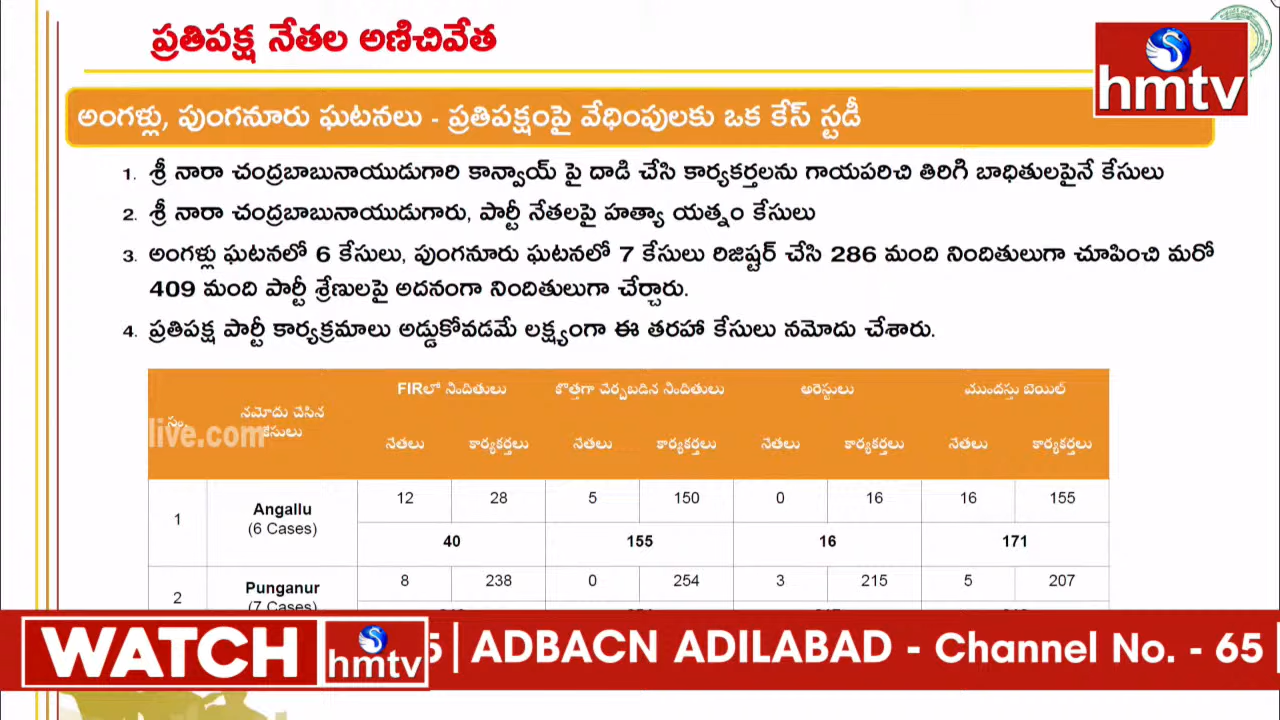 ప్రతిపక్ష నేతల అణిచివేత
hmtv
అంగళ్లు, పుంగనూరు ఘటనలు - ప్రతిపక్షంపై వేధింపులకు ఒక కేస్ స్టడీ
1. శ్రీ నారా చంద్రబాబునాయుడుగారి కాన్వాయ్ పై దాడి చేసి కార్యకర్తలను గాయపరిచి తిరిగి బాధితులపైనే కేసులు
2. శ్రీ నారా చంద్రబాబునాయుడుగారు, పార్టీ నేతలపై హత్యా యత్నం కేసులు
3. అంగళ్లు ఘటనలో 6 కేసులు, పుంగనూరు ఘటనలో 7 కేసులు రిజిష్టర్ చేసి 286 మంది నిందితులుగా చూపించి మరో
409 మంది పార్టీ శ్రేణులపై అదనంగా నిందితులుగా చేర్చారు.
4. ప్రతిపక్ష పార్టీ కార్యక్రమాలు అడ్డుకోవడమే లక్ష్యంగా ఈ తరహా కేసులు నమోదు చేశారు.
సం. నమోదు చేసిన కేసులు FIRలో నిందితులు కొత్తగా చేర్చబడిన నిందితులు అరెస్టులు ముందస్తు బెయిల్
నేతలు కార్యకర్తలు నేతలు కార్యకర్తలు నేతలు కార్యకర్తలు నేతలు కార్యకర్తలు
live.com
1 Angallu (6 Cases) 12 28 5 150 0 16 16 155
40 155 16 171
2 Punganur (7 Cases) 8 238 0 254 3 215 5 207
WATCH hmtv 5 | ADBACN ADILABAD - Channel No. - 65